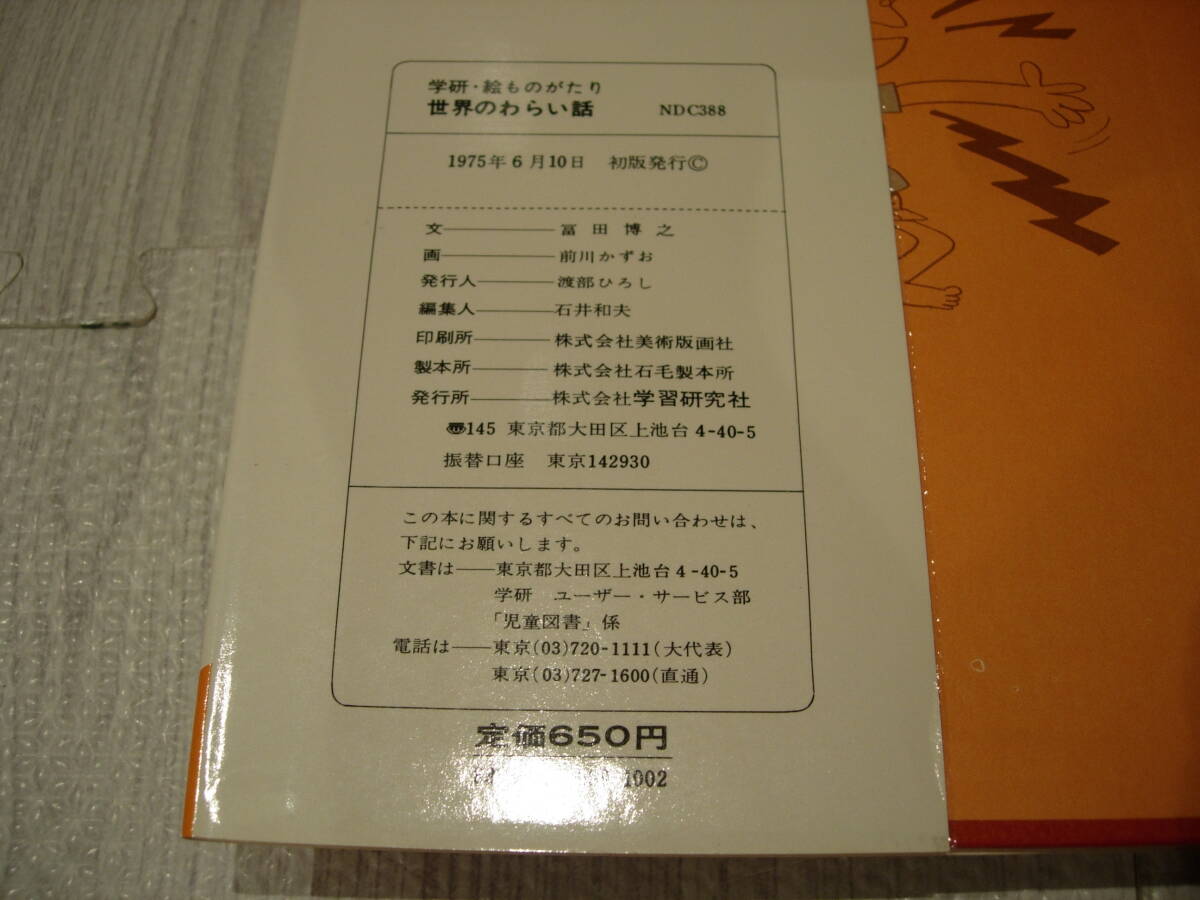 学研・絵ものがたり
世界のわらい話 NDC388
1975年6月10日 初版発行©
文――冨田博之
画――前川かずお
発行人――渡部ひろし
編集人――石井和夫
印刷所――株式会社美術版画社
製本所――株式会社石毛製本所
発行所――株式会社学習研究社
〠145 東京都大田区上池台4-40-5
振替口座 東京142930
この本に関するすべてのお問い合わせは、
下記にお願いします。
文書は――東京都大田区上池台4-40-5
学研 ユーザー・サービス部
「児童図書」係
電話は――東京(03)720-1111(大代表)
東京(03)727-1600(直通)
定価650円
1002